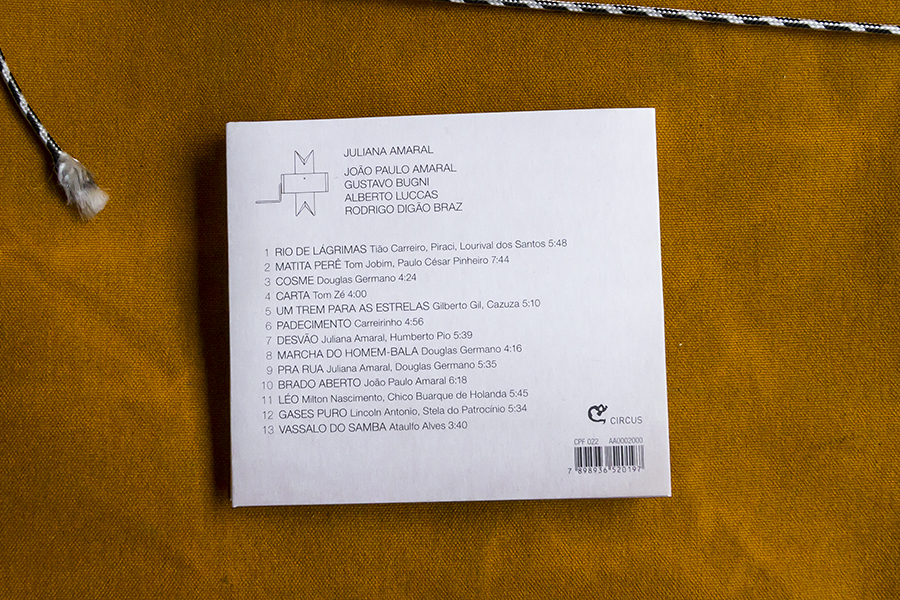 JULIANA AMARAL
JOÃO PAULO AMARAL
GUSTAVO BUGNI
ALBERTO LUCCAS
RODRIGO DIGÃO BRAZ
1 RIO DE LÁGRIMAS Tião Carreiro, Piraci, Lourival dos Santos 5:48
2 MATITA PERÊ Tom Jobim, Paulo César Pinheiro 7:44
3 COSME Douglas Germano 4:24
4 CARTA Tom Zé 4:00
5 UM TREM PARA AS ESTRELAS Gilberto Gil, Cazuza 5:10
6 PADECIMENTO Carreirinho 4:56
7 DESVÃO Juliana Amaral, Humberto Pio 5:39
8 MARCHA DO HOMEM-BALA Douglas Germano 4:16
9 PRA RUA Juliana Amaral, Douglas Germano 5:35
10 BRADO ABERTO João Paulo Amaral 6:18
11 LÉO Milton Nascimento, Chico Buarque de Holanda 5:45
12 GASES PURO Lincoln Antonio, Stela do Patrocínio 5:34
13 VASSALO DO SAMBA Ataulfo Alves 3:40
CIRCUS
CPF 022 AA0002000
7 898936 520197